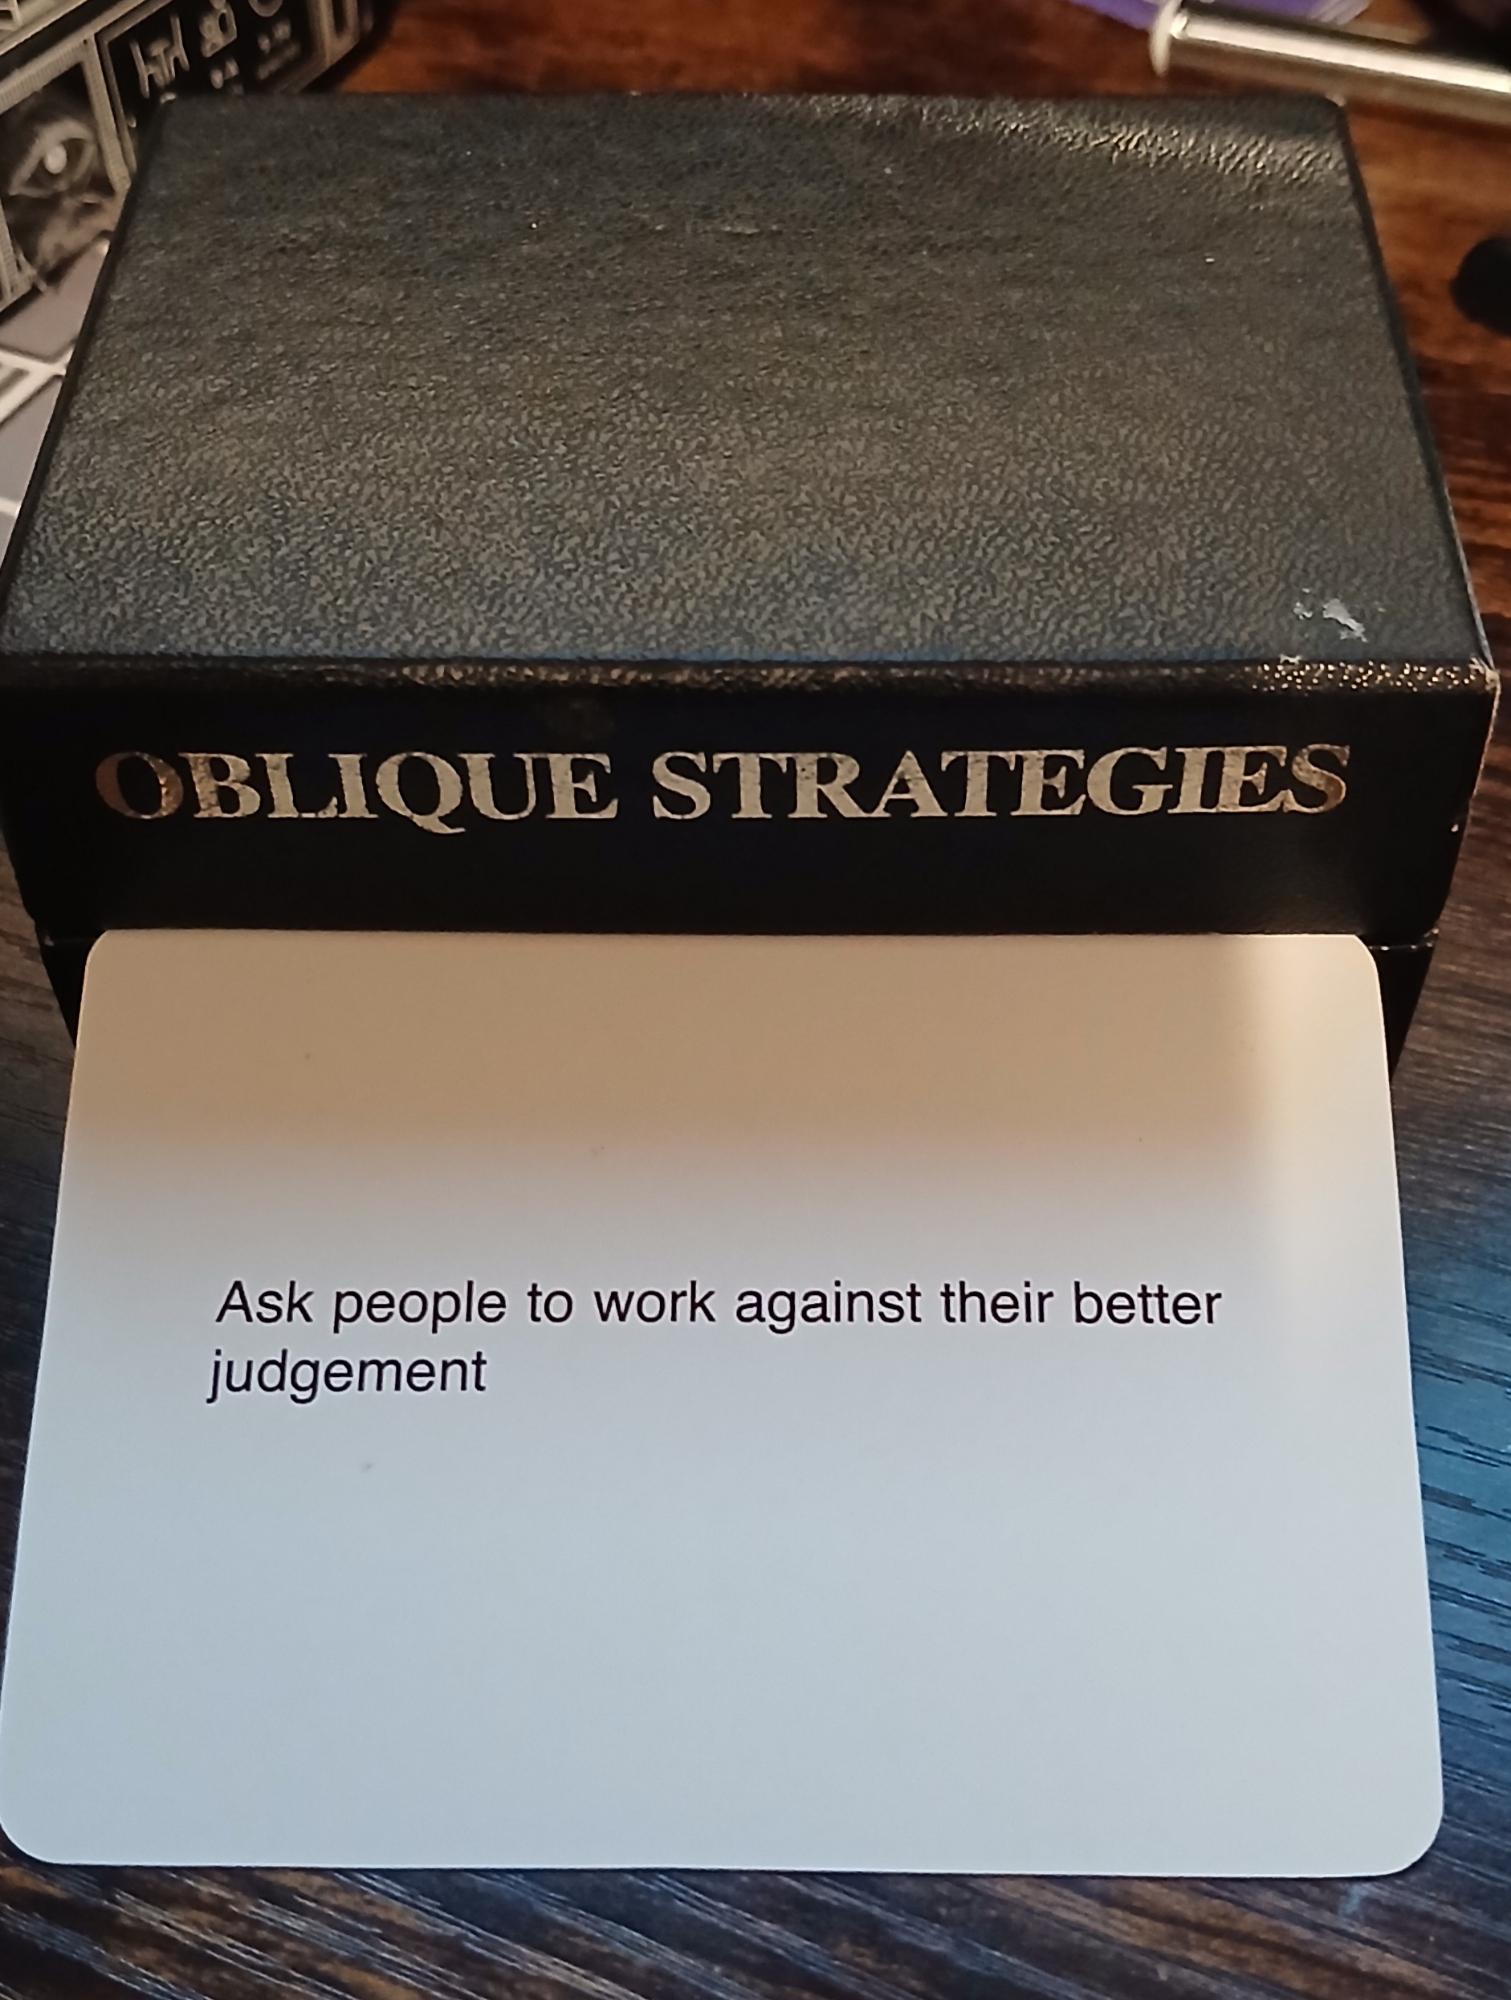 OBLIQUE STRATEGIES
Ask people to work against their better
judgement